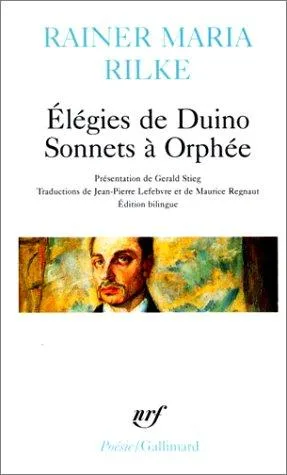 RAINER MARIA
RILKE
Élégies de Duino
Sonnets à Orphée
Présentation de Gerald Stieg
Traductions de Jean-Pierre Lefebvre et de Maurice Regnaut
Édition bilingue
nrf
Poésie/Gallimard